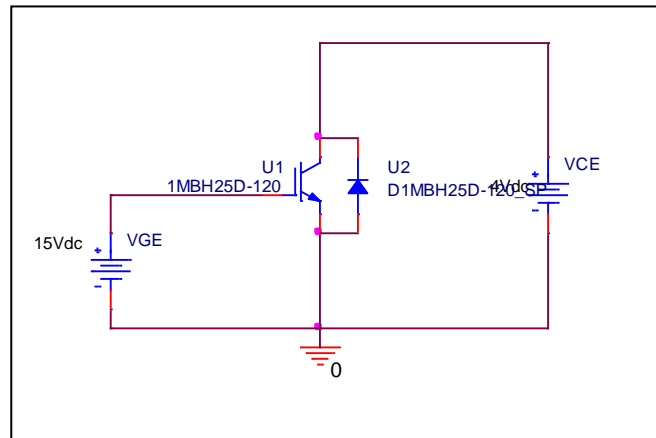 U1
1MBH25D-120
U2
D1MBH25D-120_SP
VCE
4Vdc
15Vdc
VGE
0